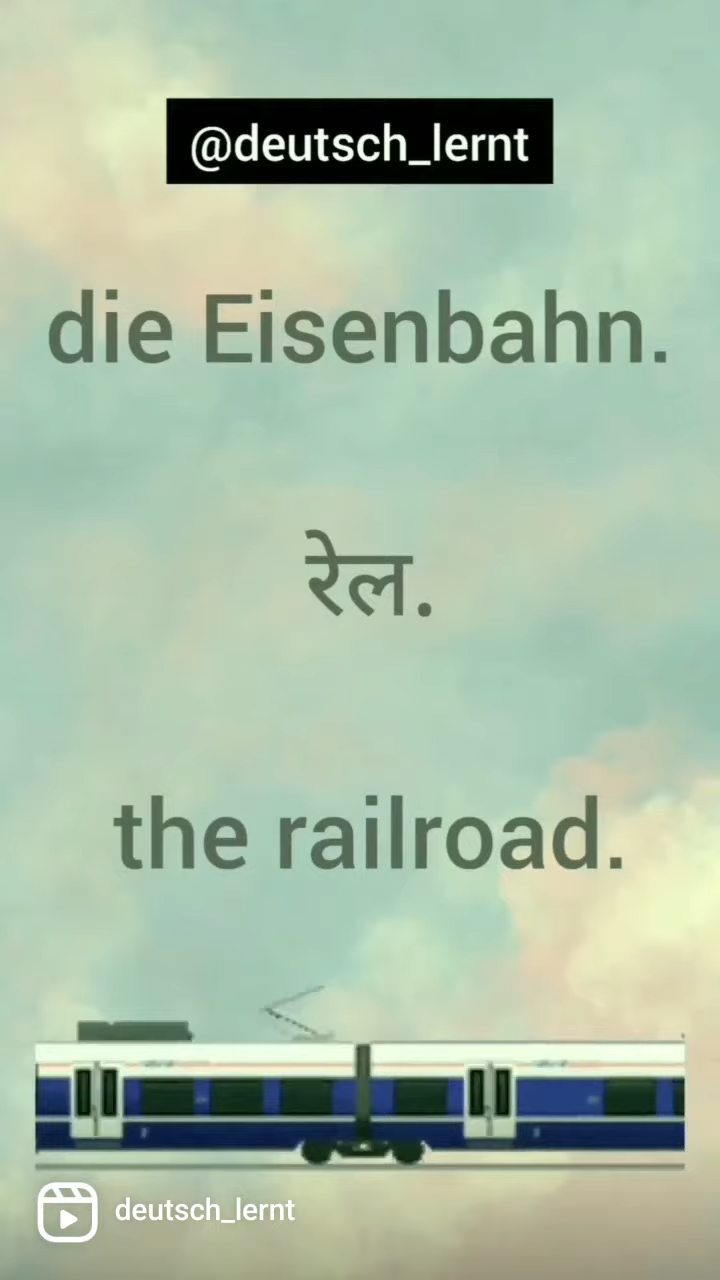 @deutsch_lernt
die Eisenbahn.
रेल.
the railroad.
deutsch_lernt